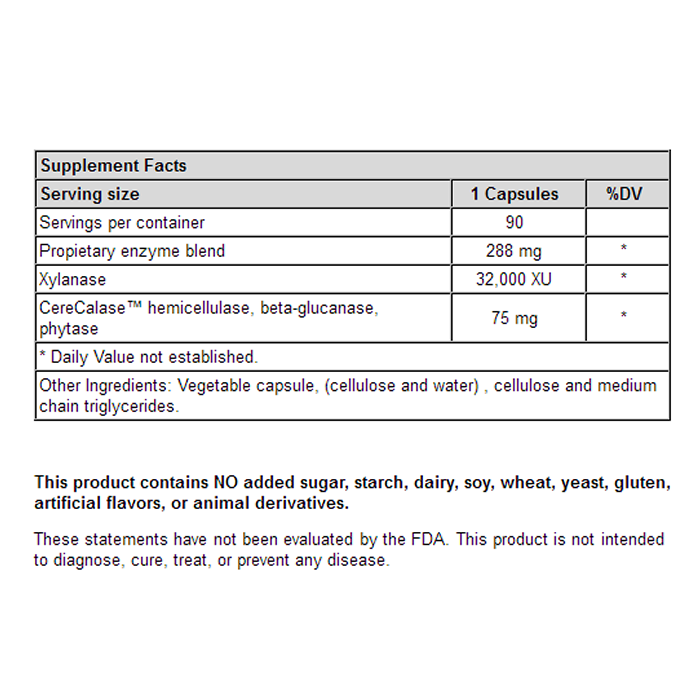 Supplement Facts
Serving size 1 Capsules %DV
Servings per container 90
Propietary enzyme blend 288 mg *
Xylanase 32,000 XU *
CereCalase™ hemicellulase, beta-glucanase,
phytase 75 mg *
* Daily Value not established.
Other Ingredients: Vegetable capsule, (cellulose and water) , cellulose and medium
chain triglycerides.
This product contains NO added sugar, starch, dairy, soy, wheat, yeast, gluten,
artificial flavors, or animal derivatives.
These statements have not been evaluated by the FDA. This product is not intended
to diagnose, cure, treat, or prevent any disease.